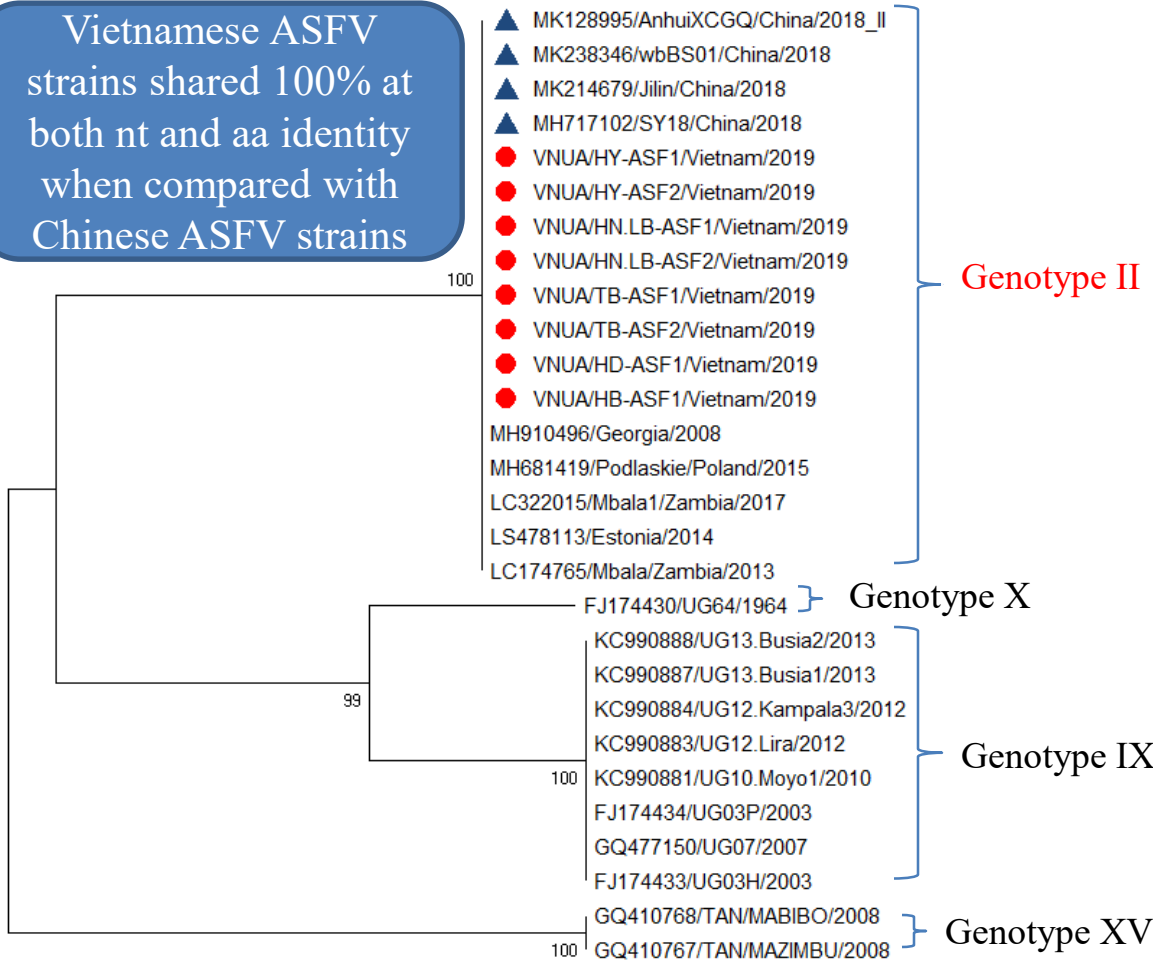 Vietnamese ASFV
strains shared 100% at
both nt and aa identity
when compared with
Chinese ASFV strains
MK128995/AnhuiXCGQ/China/2018_II
MK238346/wbBS01/China/2018
MK214679/Jilin/China/2018
MH717102/SY18/China/2018
VNUA/HY-ASF1/Vietnam/2019
VNUA/HY-ASF2/Vietnam/2019
VNUA/HN.LB-ASF1/Vietnam/2019
VNUA/HN.LB-ASF2/Vietnam/2019
VNUA/TB-ASF1/Vietnam/2019
VNUA/TB-ASF2/Vietnam/2019
VNUA/HD-ASF1/Vietnam/2019
VNUA/HB-ASF1/Vietnam/2019
MH910496/Georgia/2008
MH681419/Podlaskie/Poland/2015
LC322015/Mbala1/Zambia/2017
LS478113/Estonia/2014
LC174765/Mbala/Zambia/2013
100
Genotype II
FJ174430/UG64/1964
Genotype X
99
KC990888/UG13.Busia2/2013
KC990887/UG13.Busia1/2013
KC990884/UG12.Kampala3/2012
KC990883/UG12.Lira/2012
KC990881/UG10.Moyo1/2010
FJ174434/UG03P/2003
GQ477150/UG07/2007
FJ174433/UG03H/2003
100
Genotype IX
GQ410768/TAN/MABIBO/2008
GQ410767/TAN/MAZIMBU/2008
100
Genotype XV